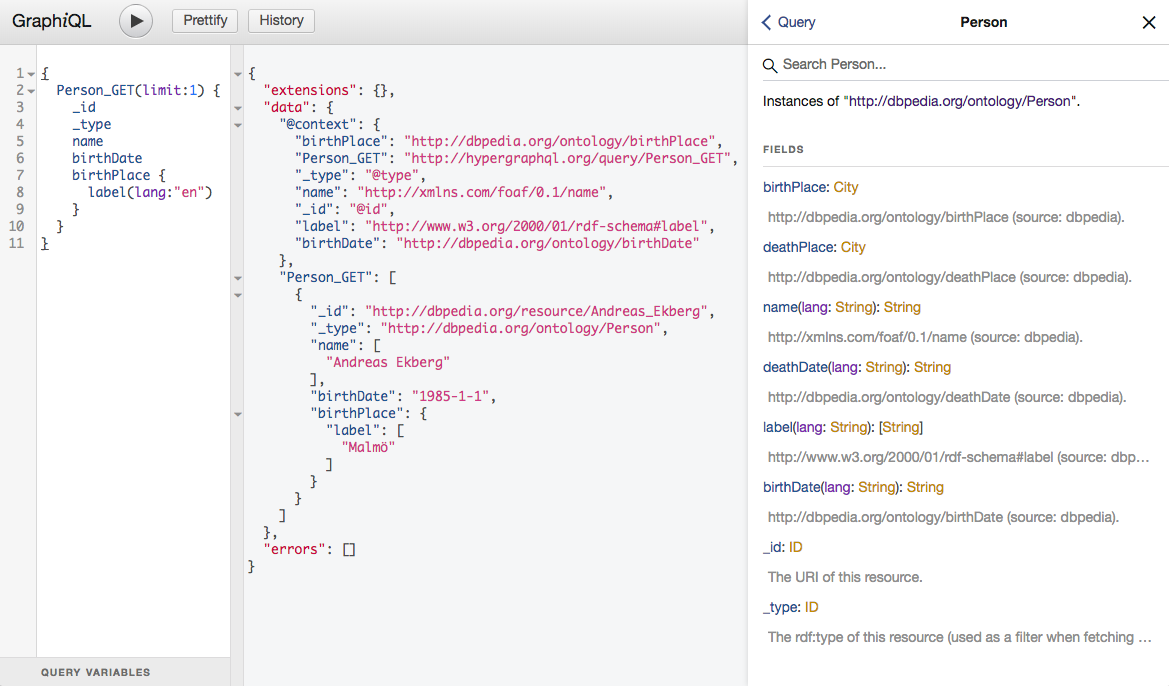 GraphiQL
Prettify
History
1 {
2 Person_GET(limit:1) {
3 _id
4 _type
5 name
6 birthDate
7 birthPlace {
8 label(lang:"en")
9 }
10 }
11 }
QUERY VARIABLES
{
"extensions": {},
"data": {
"@context": {
"birthPlace": "http://dbpedia.org/ontology/birthPlace",
"Person_GET": "http://hypergraphql.org/query/Person_GET",
"_type": "@type",
"name": "http://xmlns.com/foaf/0.1/name",
"_id": "@id",
"label": "http://www.w3.org/2000/01/rdf-schema#label",
"birthDate": "http://dbpedia.org/ontology/birthDate"
},
"Person_GET": [
{
"_id": "http://dbpedia.org/resource/Andreas_Ekberg",
"_type": "http://dbpedia.org/ontology/Person",
"name": [
"Andreas Ekberg"
],
"birthDate": "1985-1-1",
"birthPlace": {
"label": [
"Malmö"
]
}
}
]
},
"errors": []
}
Query
Person
Search Person...
Instances of "http://dbpedia.org/ontology/Person".
FIELDS
birthPlace: City
http://dbpedia.org/ontology/birthPlace (source: dbpedia).
deathPlace: City
http://dbpedia.org/ontology/deathPlace (source: dbpedia).
name(lang: String): String
http://xmlns.com/foaf/0.1/name (source: dbpedia).
deathDate(lang: String): String
http://dbpedia.org/ontology/deathDate (source: dbpedia).
label(lang: String): [String]
http://www.w3.org/2000/01/rdf-schema#label (source: dbp...
birthDate(lang: String): String
http://dbpedia.org/ontology/birthDate (source: dbpedia).
_id: ID
The URI of this resource.
_type: ID
The rdf:type of this resource (used as a filter when fetching ...